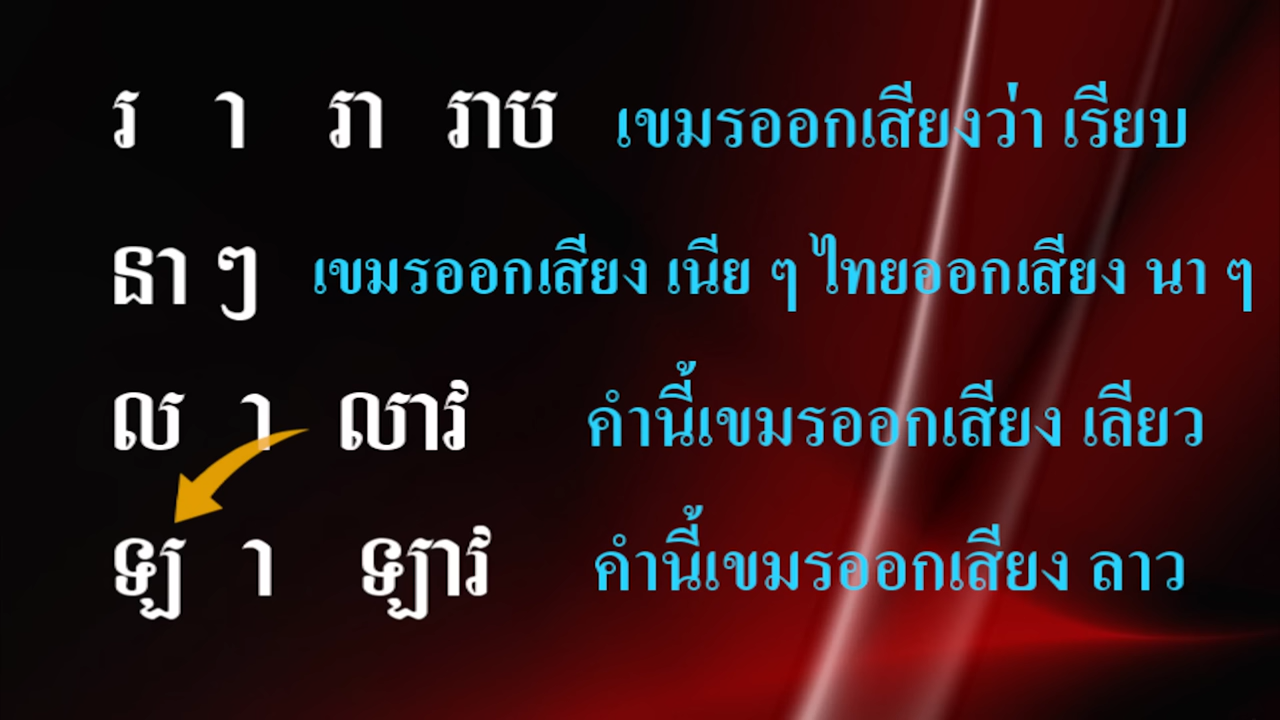 រ ា រា រាប เขมรออกเสียงว่า เรียบ
នា ៗ เขมรออกเสียง เนีย ๆ ไทยออกเสียง นา ๆ
ល ា លាវ คำนี้เขมรออกเสียง เลียว
ឡ ា ឡាវ คำนี้เขมรออกเสียง ลาว